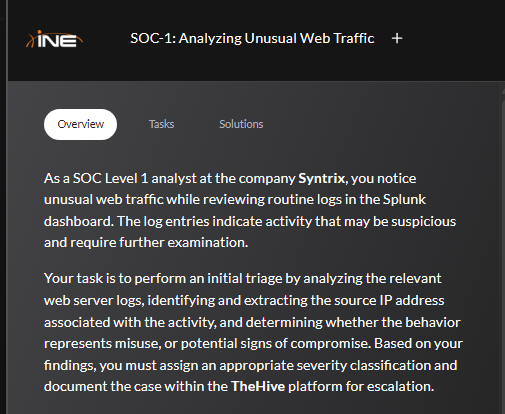 INE
SOC-1: Analyzing Unusual Web Traffic +
Overview Tasks Solutions
As a SOC Level 1 analyst at the company Syntrix, you notice
unusual web traffic while reviewing routine logs in the Splunk
dashboard. The log entries indicate activity that may be suspicious
and require further examination.
Your task is to perform an initial triage by analyzing the relevant
web server logs, identifying and extracting the source IP address
associated with the activity, and determining whether the behavior
represents misuse, or potential signs of compromise. Based on your
findings, you must assign an appropriate severity classification and
document the case within the TheHive platform for escalation.